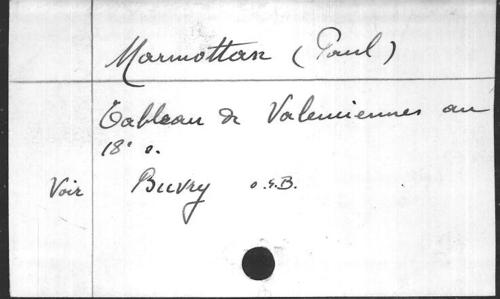 Marmottan (Paul)
Tableau de Valenciennes au
18e s.
Voir Buvry